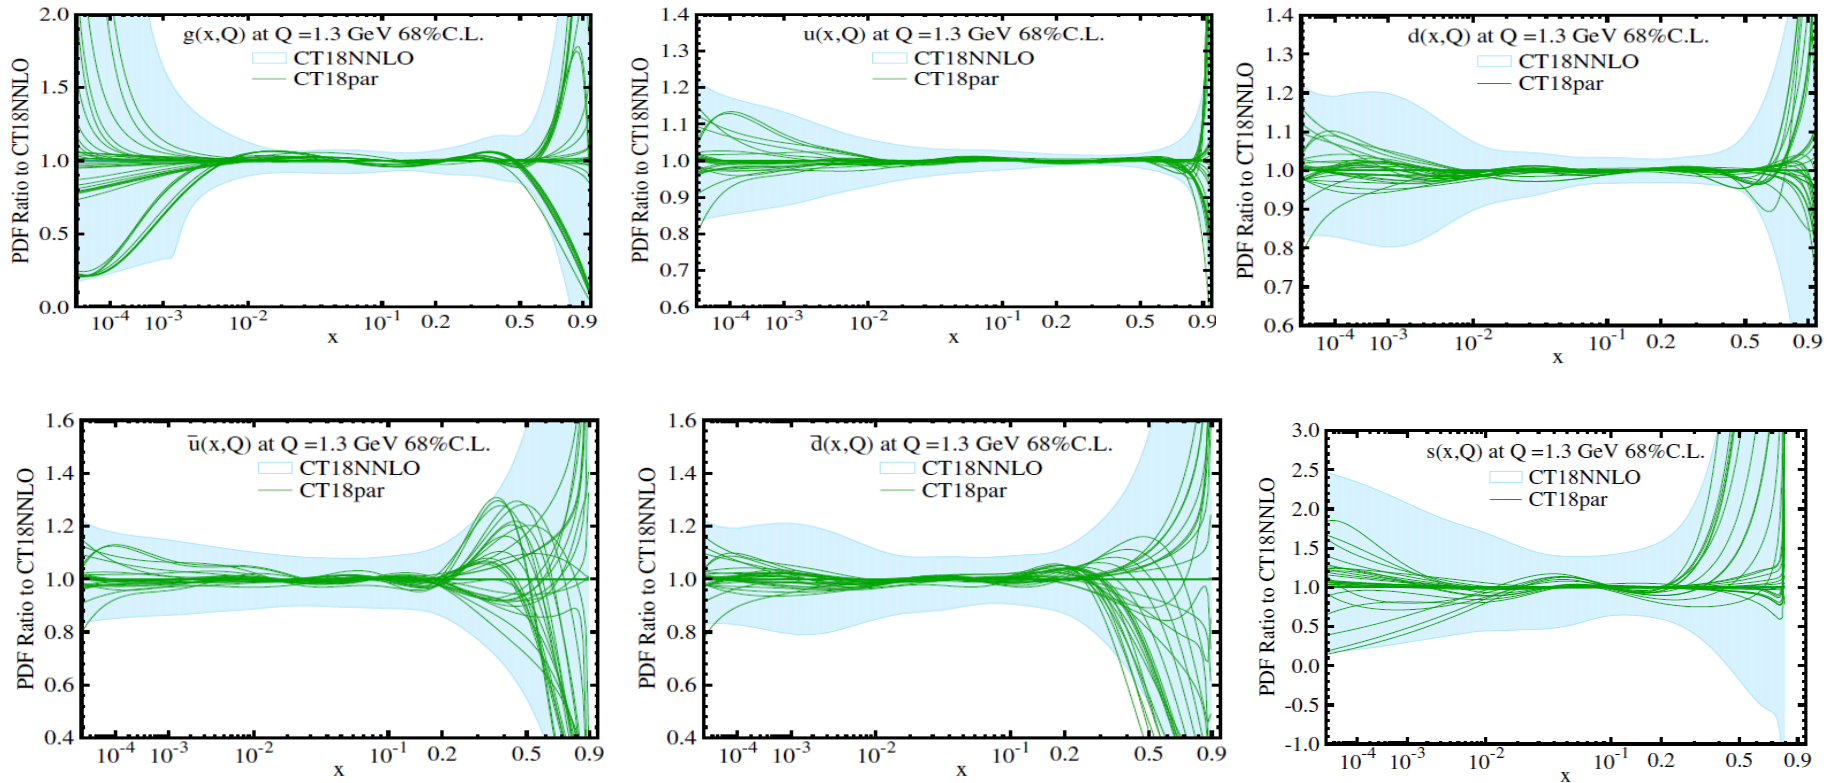 g(x,Q) at Q =1.3 GeV 68%C.L.
CT18NNLO
CT18par
PDF Ratio to CT18NNLO
2.0
1.5
1.0
0.5
0.0
10⁻⁴ 10⁻³ 10⁻² 10⁻¹ 0.2 0.5 0.9
x
u(x,Q) at Q =1.3 GeV 68%C.L.
CT18NNLO
CT18par
PDF Ratio to CT18NNLO
1.4
1.3
1.2
1.1
1.0
0.9
0.8
0.7
0.6
10⁻⁴ 10⁻³ 10⁻² 10⁻¹ 0.2 0.5 0.9
x
d(x,Q) at Q =1.3 GeV 68%C.L.
CT18NNLO
CT18par
PDF Ratio to CT18NNLO
1.4
1.3
1.2
1.1
1.0
0.9
0.8
0.7
0.6
10⁻⁴ 10⁻³ 10⁻² 10⁻¹ 0.2 0.5 0.9
x
ū(x,Q) at Q =1.3 GeV 68%C.L.
CT18NNLO
CT18par
PDF Ratio to CT18NNLO
1.6
1.4
1.2
1.0
0.8
0.6
0.4
10⁻⁴ 10⁻³ 10⁻² 10⁻¹ 0.2 0.5 0.9
x
d̄(x,Q) at Q =1.3 GeV 68%C.L.
CT18NNLO
CT18par
PDF Ratio to CT18NNLO
1.6
1.4
1.2
1.0
0.8
0.6
0.4
10⁻⁴ 10⁻³ 10⁻² 10⁻¹ 0.2 0.5 0.9
x
s(x,Q) at Q =1.3 GeV 68%C.L.
CT18NNLO
CT18par
PDF Ratio to CT18NNLO
3.0
2.5
2.0
1.5
1.0
0.5
0.0
-0.5
-1.0
10⁻⁴ 10⁻³ 10⁻² 10⁻¹ 0.2 0.5 0.9
x